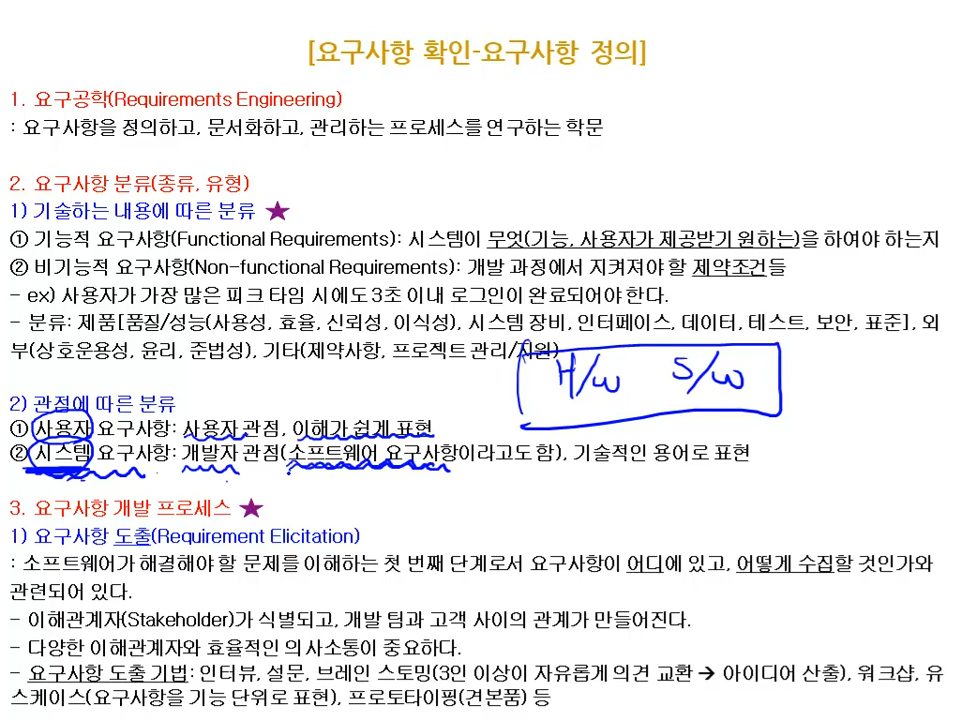 [요구사항 확인-요구사항 정의]
1. 요구공학(Requirements Engineering)
: 요구사항을 정의하고, 문서화하고, 관리하는 프로세스를 연구하는 학문
2. 요구사항 분류(종류, 유형)
1) 기술하는 내용에 따른 분류 ★
① 기능적 요구사항(Functional Requirements): 시스템이 무엇(기능, 사용자가 제공받기 원하는)을 하여야 하는지
② 비기능적 요구사항(Non-functional Requirements): 개발 과정에서 지켜져야 할 제약조건들
- ex) 사용자가 가장 많은 피크 타임 시에도 3초 이내 로그인이 완료되어야 한다.
- 분류: 제품[품질/성능(사용성, 효율, 신뢰성, 이식성), 시스템 장비, 인터페이스, 데이터, 테스트, 보안, 표준], 외
부(상호운용성, 윤리, 준법성), 기타(제약사항, 프로젝트 관리/지원)
H/W S/W
2) 관점에 따른 분류
① 사용자 요구사항: 사용자 관점, 이해가 쉽게 표현
② 시스템 요구사항: 개발자 관점(소프트웨어 요구사항이라고도 함), 기술적인 용어로 표현
3. 요구사항 개발 프로세스 ★
1) 요구사항 도출(Requirement Elicitation)
: 소프트웨어가 해결해야 할 문제를 이해하는 첫 번째 단계로서 요구사항이 어디에 있고, 어떻게 수집할 것인가와
관련되어 있다.
- 이해관계자(Stakeholder)가 식별되고, 개발 팀과 고객 사이의 관계가 만들어진다.
- 다양한 이해관계자와 효율적인 의사소통이 중요하다.
- 요구사항 도출 기법: 인터뷰, 설문, 브레인 스토밍(3인 이상이 자유롭게 의견 교환 → 아이디어 산출), 워크샵, 유
스케이스(요구사항을 기능 단위로 표현), 프로토타이핑(견본품) 등